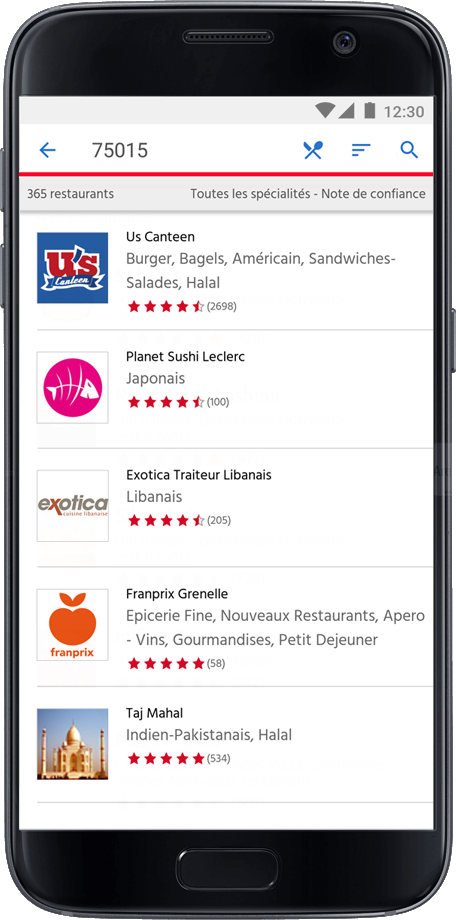 12:30
75015
365 restaurants
Toutes les spécialités - Note de confiance
Us Canteen
Burger, Bagels, Américain, Sandwiches-
Salades, Halal
(2698)
u's
Canteen
Planet Sushi Leclerc
Japonais
(100)
Exotica Traiteur Libanais
Libanais
(205)
exotica
cuisine libanaise
Franprix Grenelle
Epicerie Fine, Nouveaux Restaurants, Apero
- Vins, Gourmandises, Petit Dejeuner
(58)
franprix
Taj Mahal
Indien-Pakistanais, Halal
(534)